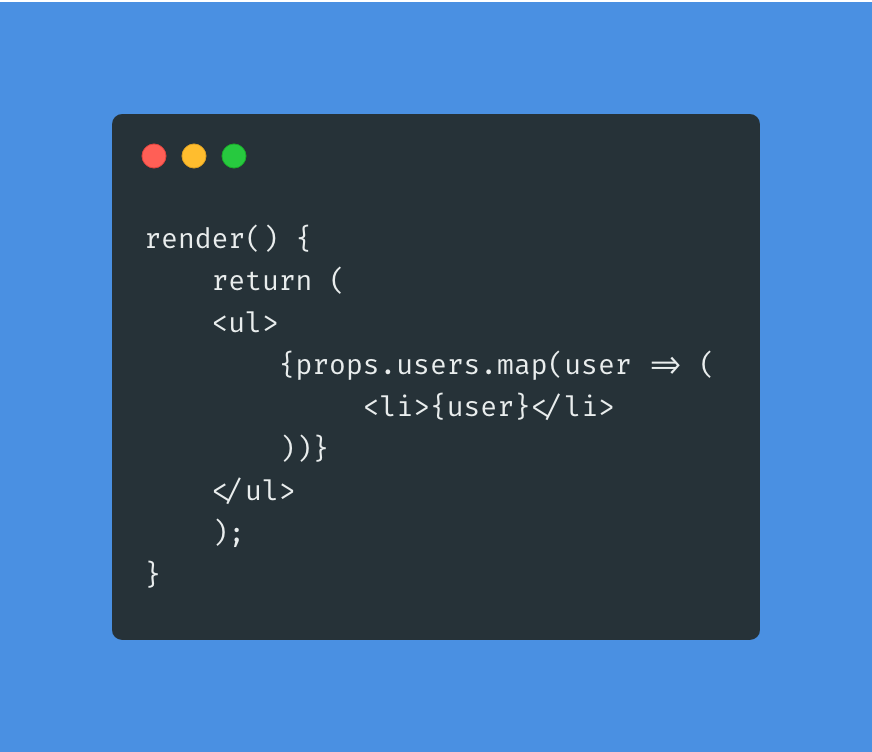 render() {
return (
<ul>
{props.users.map(user => (
<li>{user}</li>
))}
</ul>
);
}